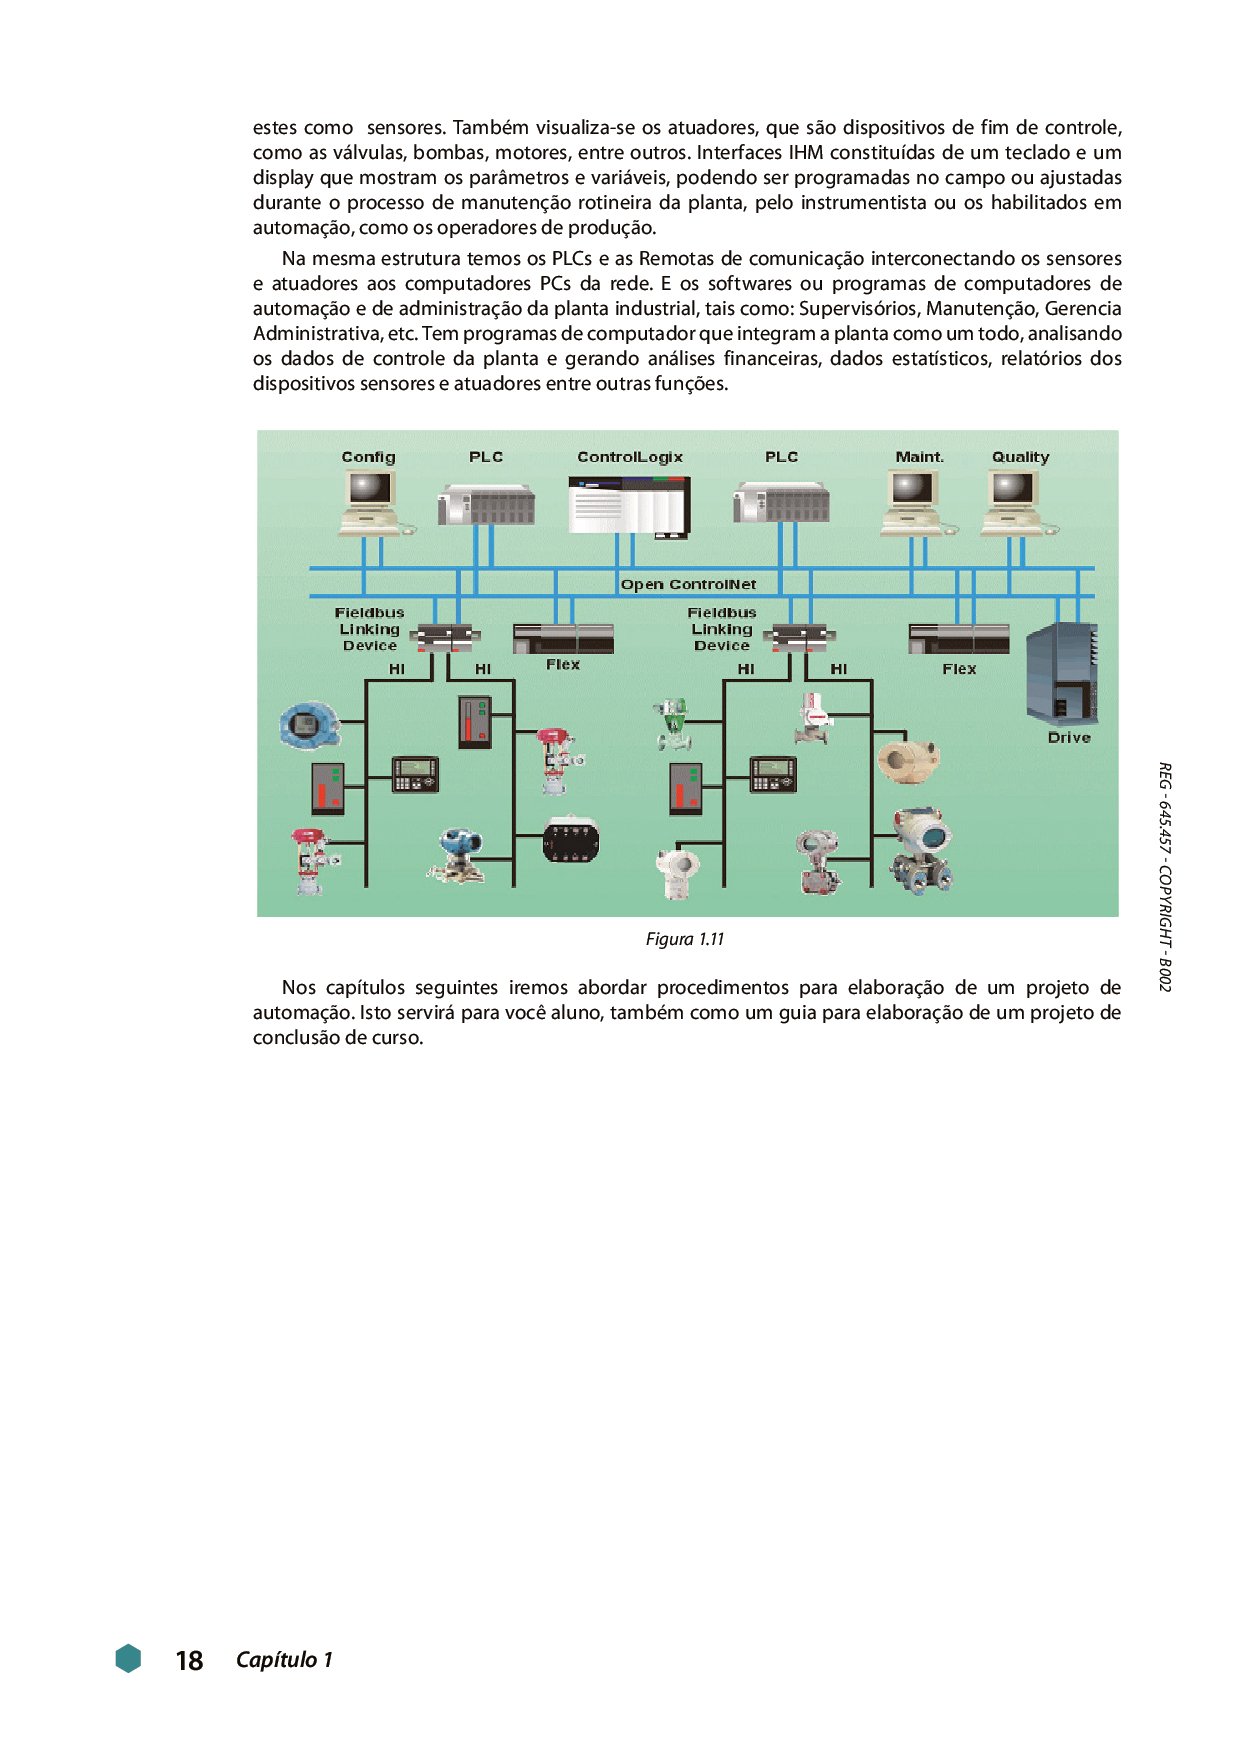 estes como sensores. Também visualiza-se os atuadores, que são dispositivos de fim de controle,
como as válvulas, bombas, motores, entre outros. Interfaces IHM constituídas de um teclado e um
display que mostram os parâmetros e variáveis, podendo ser programadas no campo ou ajustadas
durante o processo de manutenção rotineira da planta, pelo instrumentista ou os habilitados em
automação, como os operadores de produção.
Na mesma estrutura temos os PLCs e as Remotas de comunicação interconectando os sensores
e atuadores aos computadores PCs da rede. E os softwares ou programas de computadores de
automação e de administração da planta industrial, tais como: Supervisórios, Manutenção, Gerencia
Administrativa, etc. Tem programas de computador que integram a planta como um todo, analisando
os dados de controle da planta e gerando análises financeiras, dados estatísticos, relatórios dos
dispositivos sensores e atuadores entre outras funções.
Config PLC ControlLogix PLC Maint. Quality
Open ControlNet
Fieldbus
Linking
Device
Fieldbus
Linking
Device
HI HI Flex HI HI Flex
Drive
Figura 1.11
Nos capítulos seguintes iremos abordar procedimentos para elaboração de um projeto de
automação. Isto servirá para você aluno, também como um guia para elaboração de um projeto de
conclusão de curso.
REG - 645.457 - COPYRIGHT - B002
18 Capítulo 1